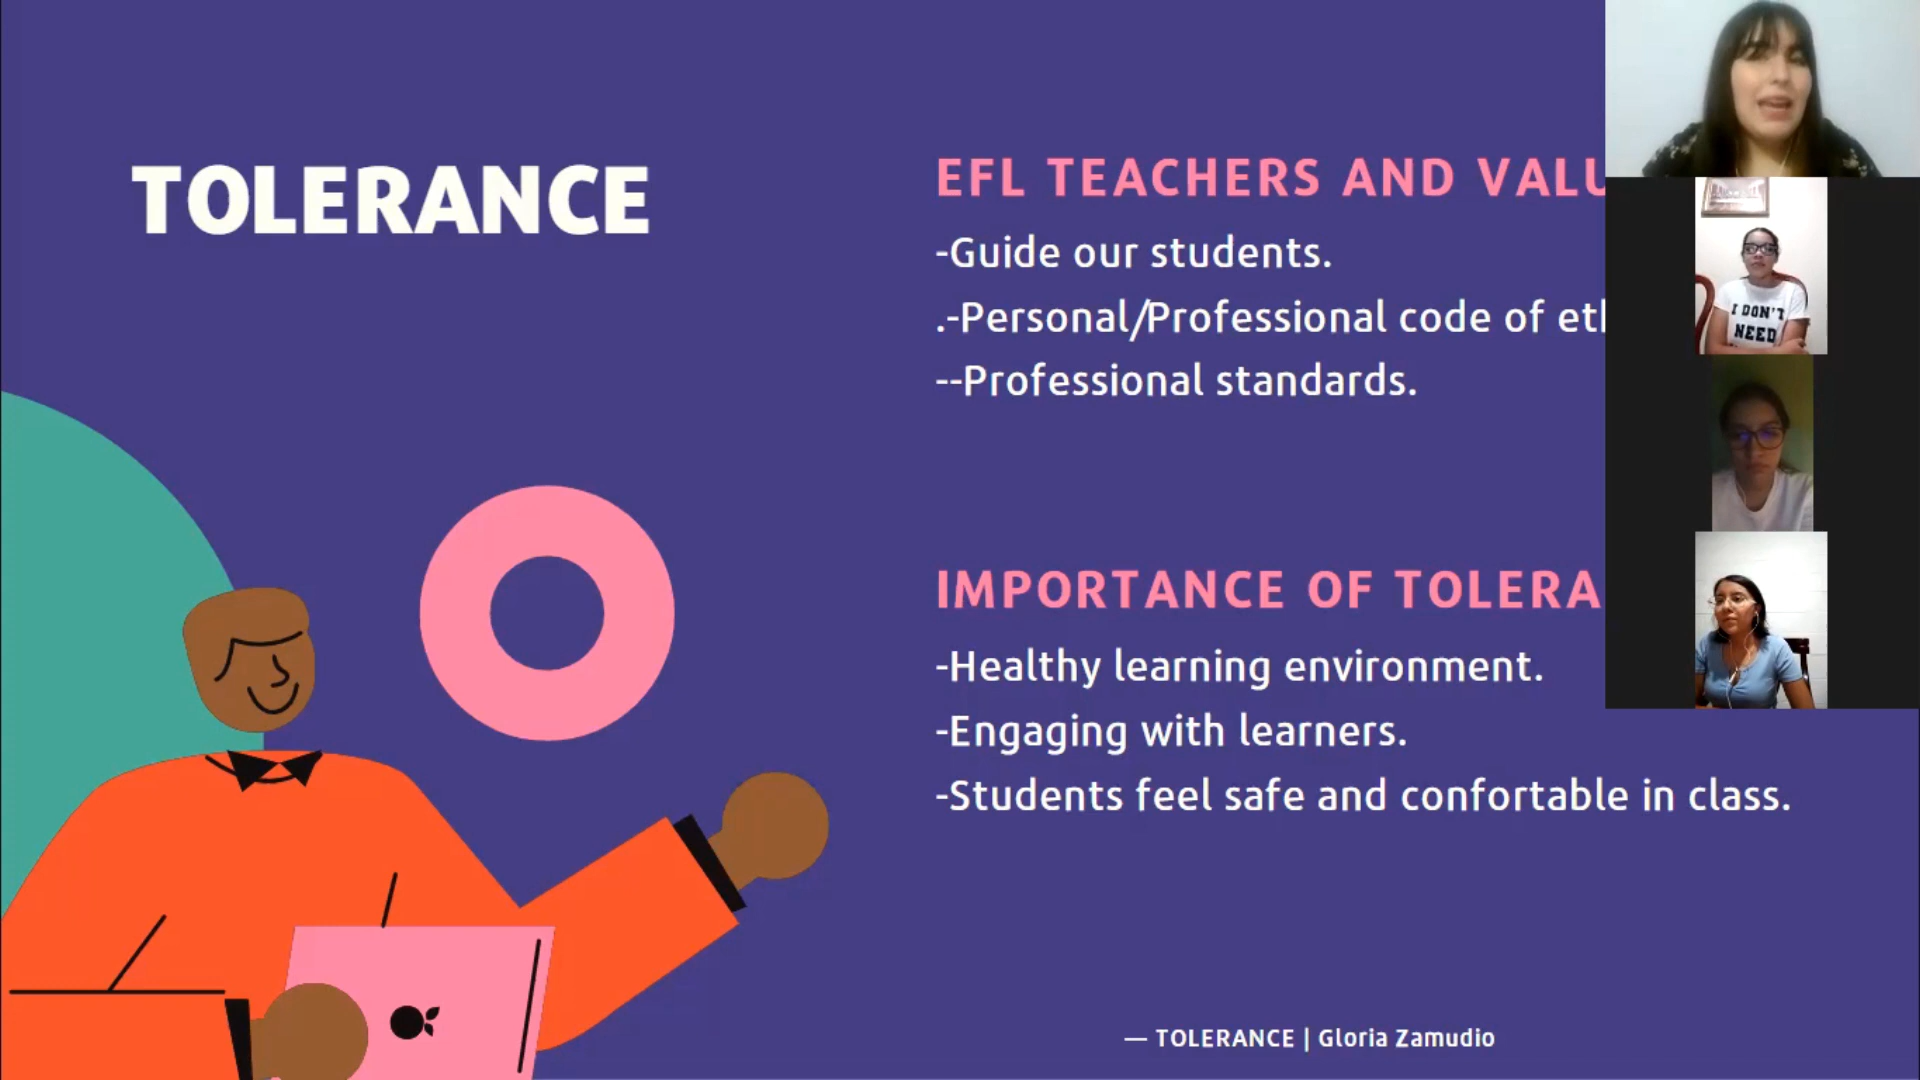 TOLERANCE
EFL TEACHERS AND VALU
-Guide our students.
.-Personal/Professional code of
--Professional standards.
IMPORTANCE OF TOLERA
-Healthy learning environment.
-Engaging with learners.
-Students feel safe and confortable in class.
— TOLERANCE | Gloria Zamudio
I DON'T
NEED